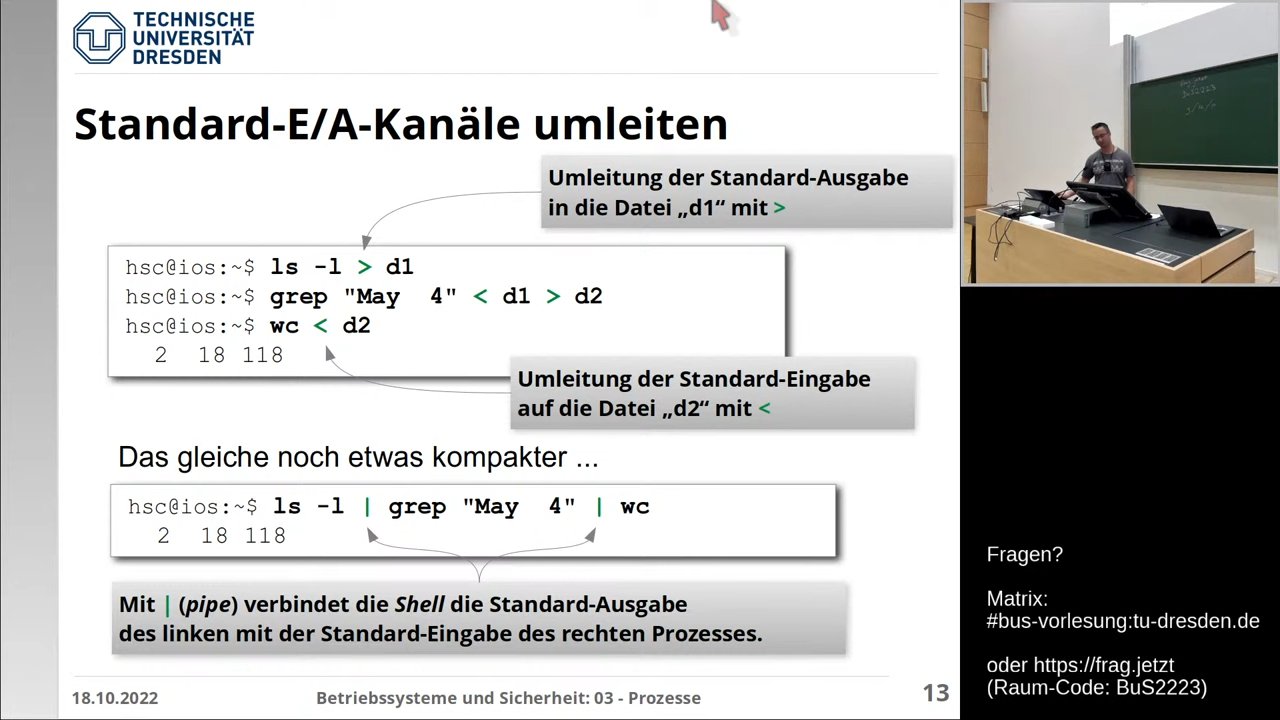 TECHNISCHE
UNIVERSITÄT
DRESDEN
Standard-E/A-Kanäle umleiten
Umleitung der Standard-Ausgabe
in die Datei „d1“ mit >
hsc@ios:~$ ls -l > d1
hsc@ios:~$ grep "May  4" < d1 > d2
hsc@ios:~$ wc < d2
2  18 118
Umleitung der Standard-Eingabe
auf die Datei „d2“ mit <
Das gleiche noch etwas kompakter ...
hsc@ios:~$ ls -l | grep "May  4" | wc
2  18 118
Mit | (pipe) verbindet die Shell die Standard-Ausgabe
des linken mit der Standard-Eingabe des rechten Prozesses.
18.10.2022
Betriebssysteme und Sicherheit: 03 - Prozesse
13
Fragen?
Matrix:
#bus-vorlesung:tu-dresden.de
oder https://frag.jetzt
(Raum-Code: BuS2223)